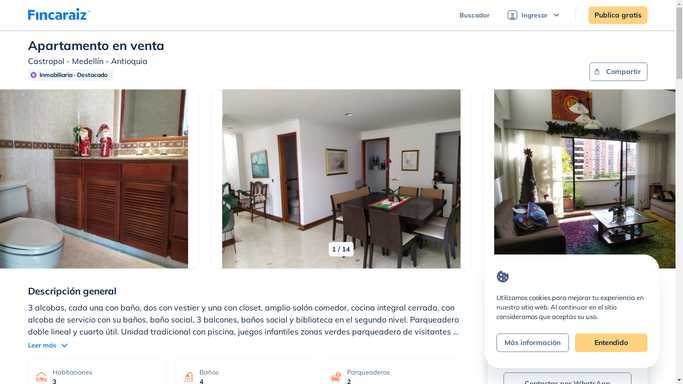 Fincaraiz
Buscador
Ingresar
Publica gratis
Apartamento en venta
Castropol - Medellín - Antioquia
Inmobiliaria - Destacado
Compartir
1 / 14
Descripción general
3 alcobas, cada una con baño, dos con vestier y una con closet, amplio salón comedor, cocina integral cerrada, con
alcoba de servicio con su baños, baño social, 3 balcones, baños social y biblioteca en el segundo nivel. Parqueadero
doble lineal y cuarto útil. Unidad tradicional con piscina, juegos infantiles zonas verdes parqueadero de visitantes ...
Leer más
Habitaciones
3
Baños
4
Parqueaderos
2
Utilizamos cookies para mejorar tu experiencia en
nuestro sitio web. Al continuar en el sitio
consideramos que aceptas su uso.
Más información
Entendido
Contactar por WhatsApp